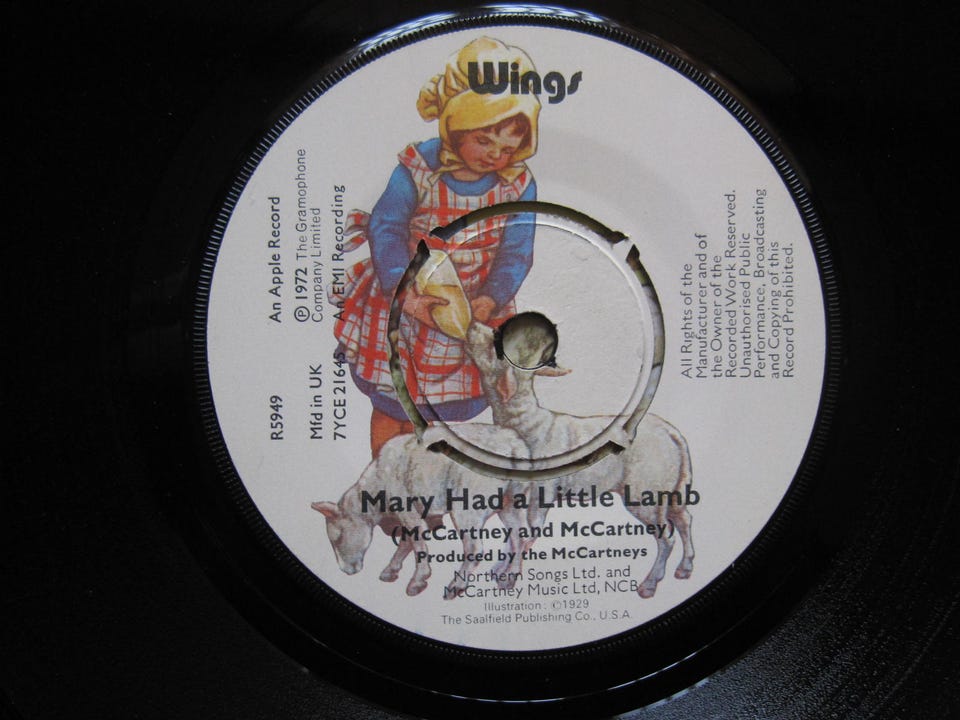 Wings
An Apple Record
℗ 1972 The Gramophone
Company Limited
An EMI Recording
R5949
Mfd in UK
7YCE 21645
All Rights of the
Manufacturer and of
the Owner of the
Recorded Work Reserved.
Unauthorised Public
Performance, Broadcasting
and Copying of this
Record Prohibited.
Mary Had a Little Lamb
(McCartney and McCartney)
Produced by the McCartneys
Northern Songs Ltd. and
McCartney Music Ltd, NCB
Illustration: ©1929
The Saalfield Publishing Co., U.S.A.